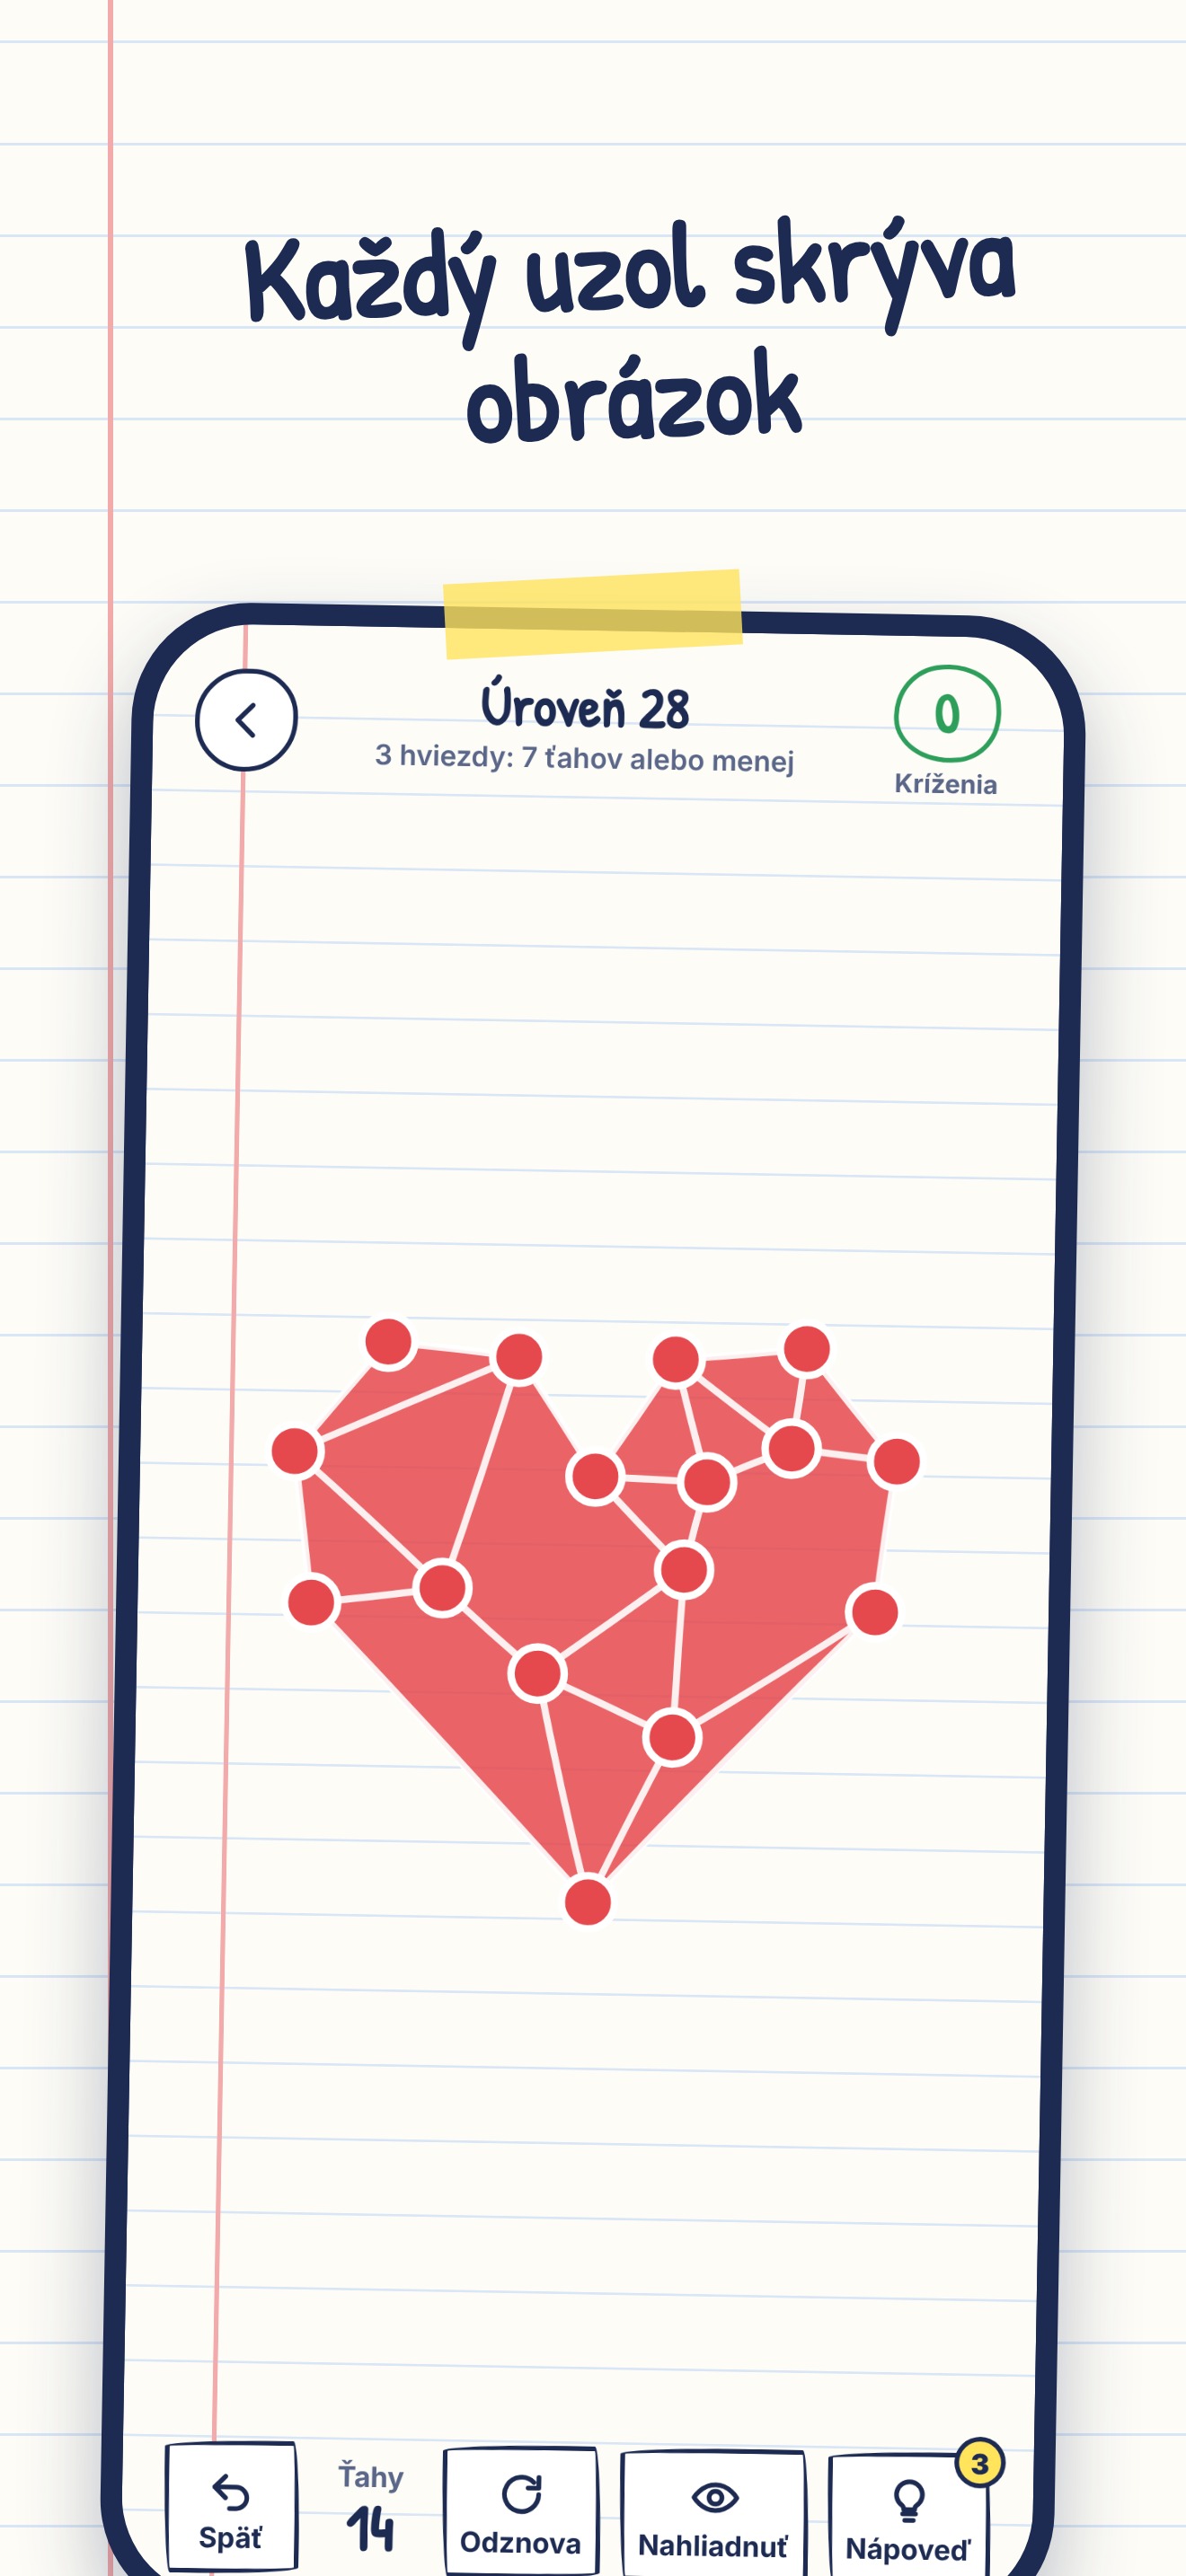 Každý uzol skrýva
obrázok
Úroveň 28
3 hviezdy: 7 ťahov alebo menej
0
Kríženia
Späť
Ťahy
14
Odznova
Nahliadnuť
3
Nápoveď